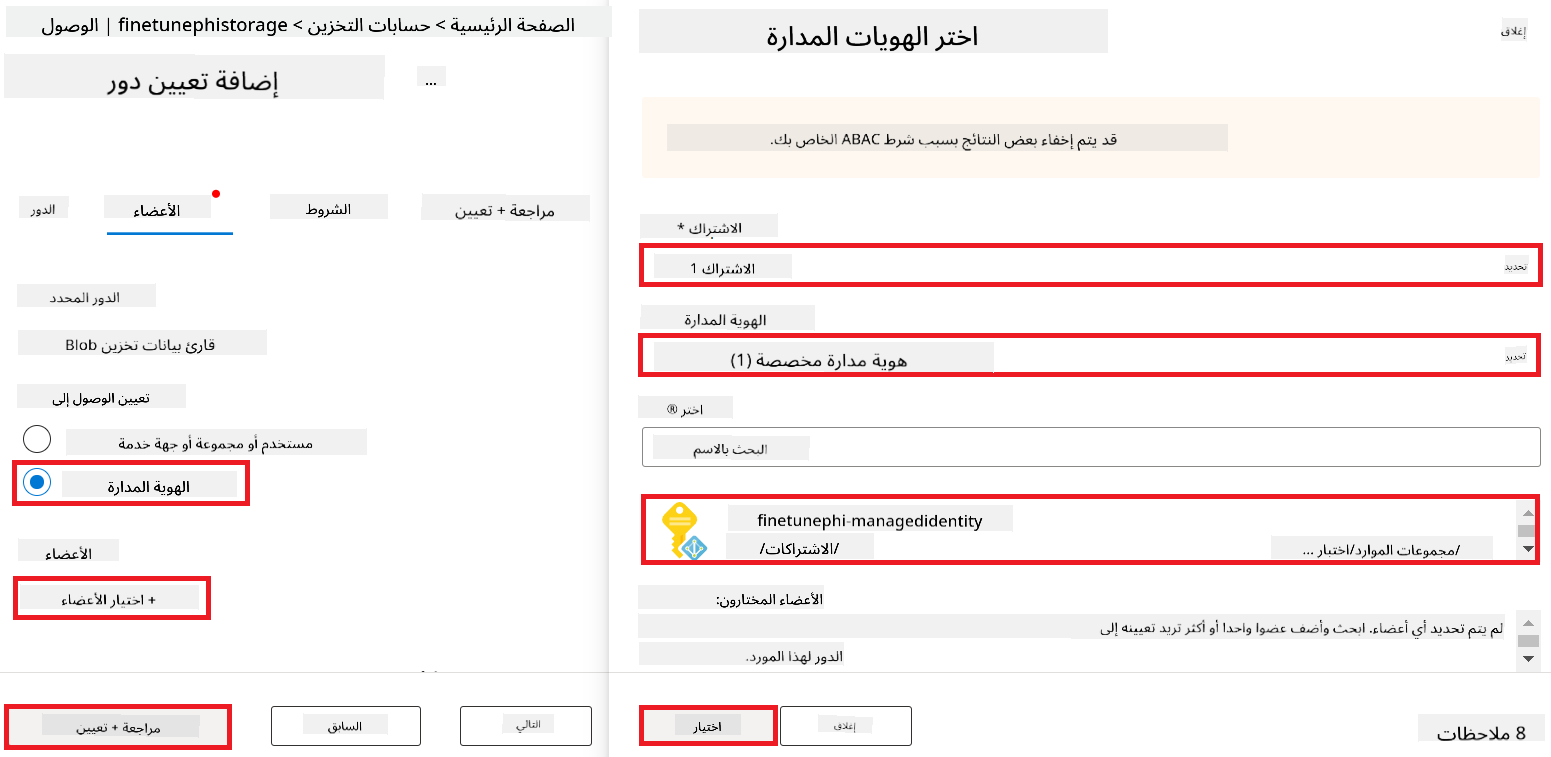 الصفحة الرئيسية > حسابات التخزين > finetunephistorage | الوصول
إضافة تعيين دور
...
الدور
الأعضاء
الشروط
مراجعة + تعيين
الدور المحدد
قارئ بيانات تخزين Blob
تعيين الوصول إلى
مستخدم أو مجموعة أو جهة خدمة
الهوية المدارة
الأعضاء
+ اختيار الأعضاء
مراجعة + تعيين
السابق
التالي
اختر الهويات المدارة
إغلاق
قد يتم إخفاء بعض النتائج بسبب شرط ABAC الخاص بك.
الاشتراك *
الاشتراك 1
تحديد
الهوية المدارة
هوية مدارة مخصصة (1)
تحديد
اختر ®
البحث بالاسم
finetunephi-managedidentity
/الاشتراكات/
/مجموعات الموارد/اختبار ...
الأعضاء المختارون:
لم يتم تحديد أي أعضاء. ابحث وأضف عضوا واحدا أو أكثر تريد تعيينه إلى
الدور لهذا المورد.
اختيار
إغلاق
8 ملاحظات